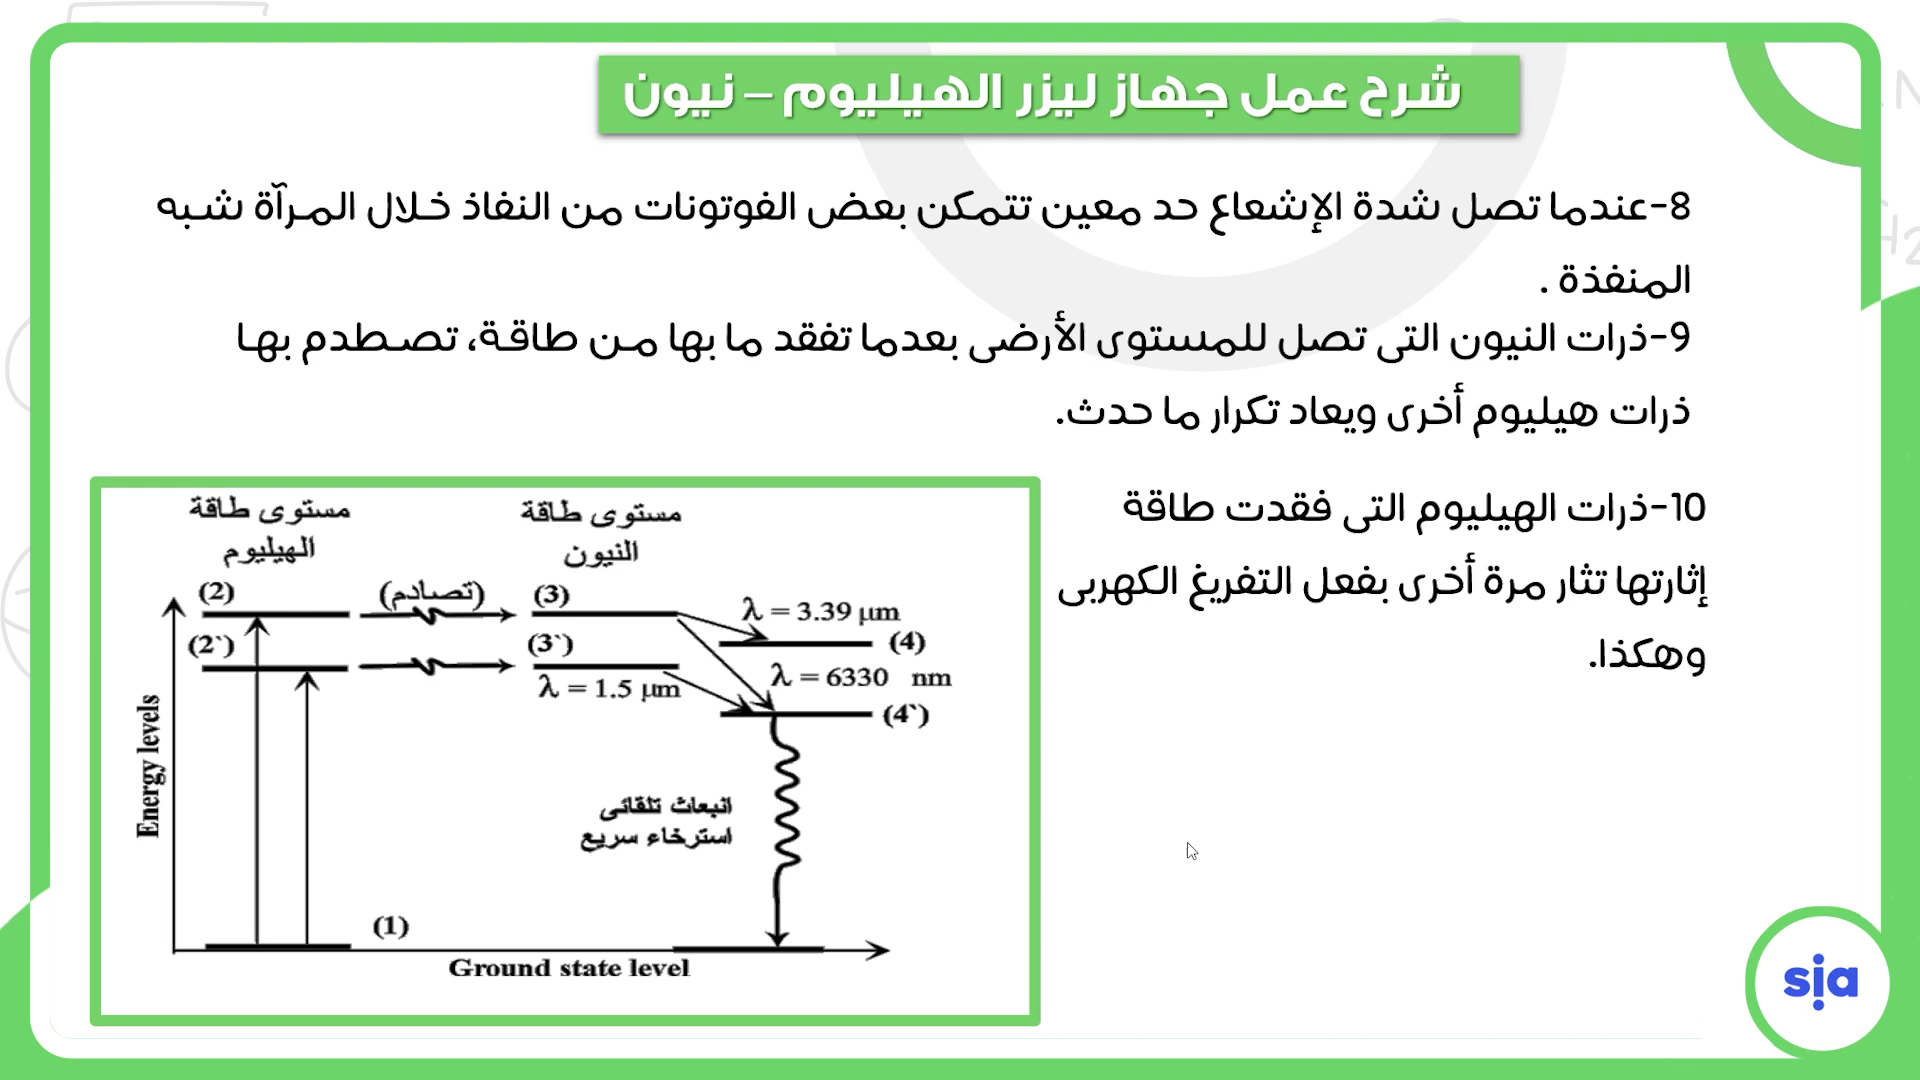 شرح عمل جهاز ليزر الهيليوم – نيون
8-عندما تصل شدة الإشعاع حد معين تتمكن بعض الفوتونات من النفاذ خلال المرآة شبه
المنفذة .
9-ذرات النيون التى تصل للمستوى الأرضى بعدما تفقد ما بها من طاقة، تصطدم بها
ذرات هيليوم أخرى ويعاد تكرار ما حدث.
10-ذرات الهيليوم التى فقدت طاقة
إثارتها تثار مرة أخرى بفعل التفريغ الكهربى
وهكذا.
مستوى طاقة
الهيليوم
مستوى طاقة
النيون
(2)
(تصادم)
(3)
λ = 3.39 µm
(2`)
(3`)
(4)
λ = 1.5 µm
λ = 6330 nm
(4`)
Energy levels
انبعاث تلقائى
استرخاء سريع
(1)
Ground state level
sia